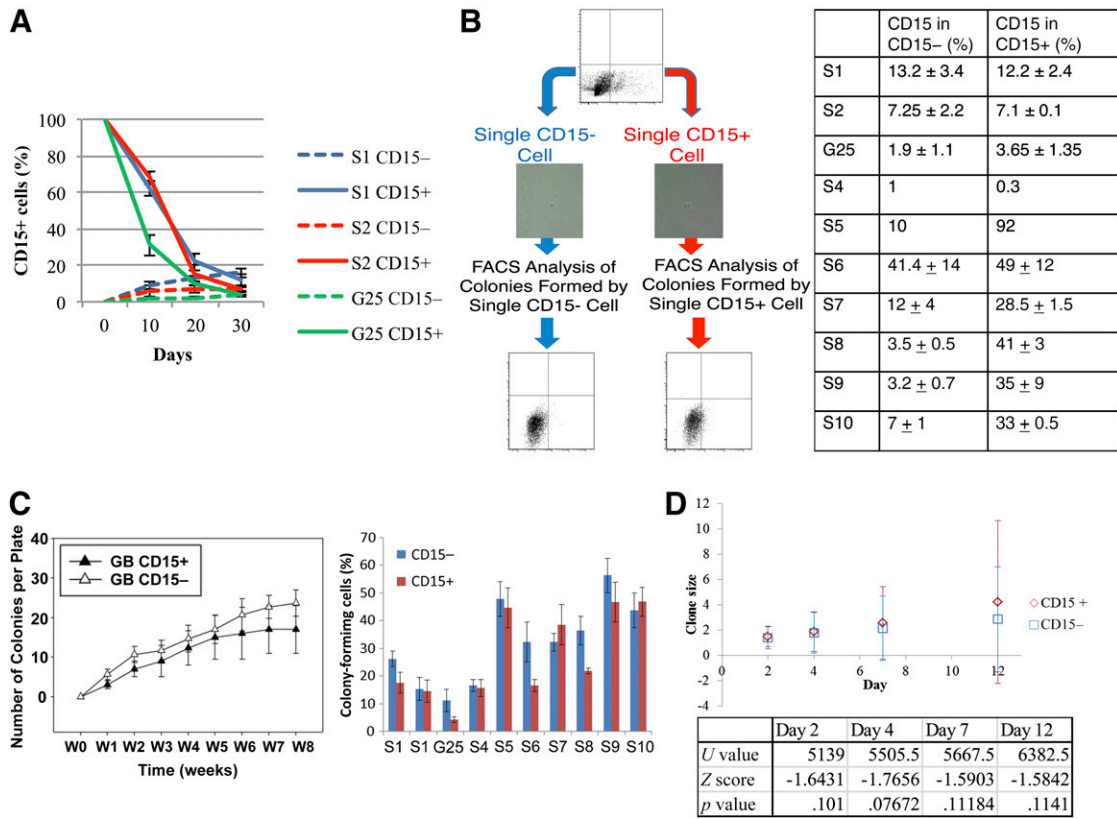 A
100
80
60
40
20
0
CD15+ cells (%)
0 10 20 30
Days
S1 CD15–
S1 CD15+
S2 CD15–
S2 CD15+
G25 CD15–
G25 CD15+
B
Single CD15-
Cell
Single CD15+
Cell
FACS Analysis of
Colonies Formed by
Single CD15- Cell
FACS Analysis of
Colonies Formed by
Single CD15+ Cell
CD15 in CD15– (%) CD15 in CD15+ (%)
S1 13.2 ± 3.4 12.2 ± 2.4
S2 7.25 ± 2.2 7.1 ± 0.1
G25 1.9 ± 1.1 3.65 ± 1.35
S4 1 0.3
S5 10 92
S6 41.4 ± 14 49 ± 12
S7 12 ± 4 28.5 ± 1.5
S8 3.5 ± 0.5 41 ± 3
S9 3.2 ± 0.7 35 ± 9
S10 7 ± 1 33 ± 0.5
C
Number of Colonies per Plate
40
30
20
10
0
GB CD15+
GB CD15–
W0 W1 W2 W3 W4 W5 W6 W7 W8
Time (weeks)
Colony-formimg cells (%)
70
60
50
40
30
20
10
0
CD15–
CD15+
S1 S1 G25 S4 S5 S6 S7 S8 S9 S10
D
Clone size
12
10
8
6
4
2
0
-2
-4
0 2 4 6 8 10 12
Day
CD15 +
CD15–
Day 2 Day 4 Day 7 Day 12
U value 5139 5505.5 5667.5 6382.5
Z score -1.6431 -1.7656 -1.5903 -1.5842
p value .101 .07672 .11184 .1141